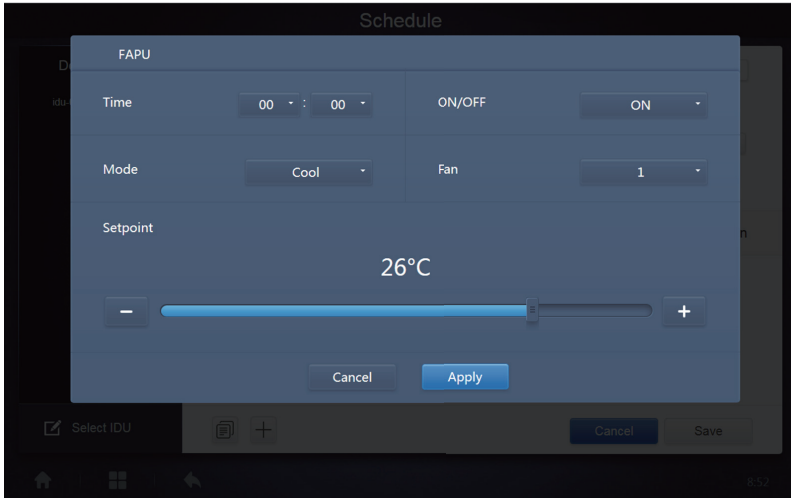 Schedule
FAPU
Time 00 : 00 ON/OFF ON
idu-
Mode Cool Fan 1
Setpoint
26°C
− +
Cancel Apply
Select IDU Cancel Save
8:52